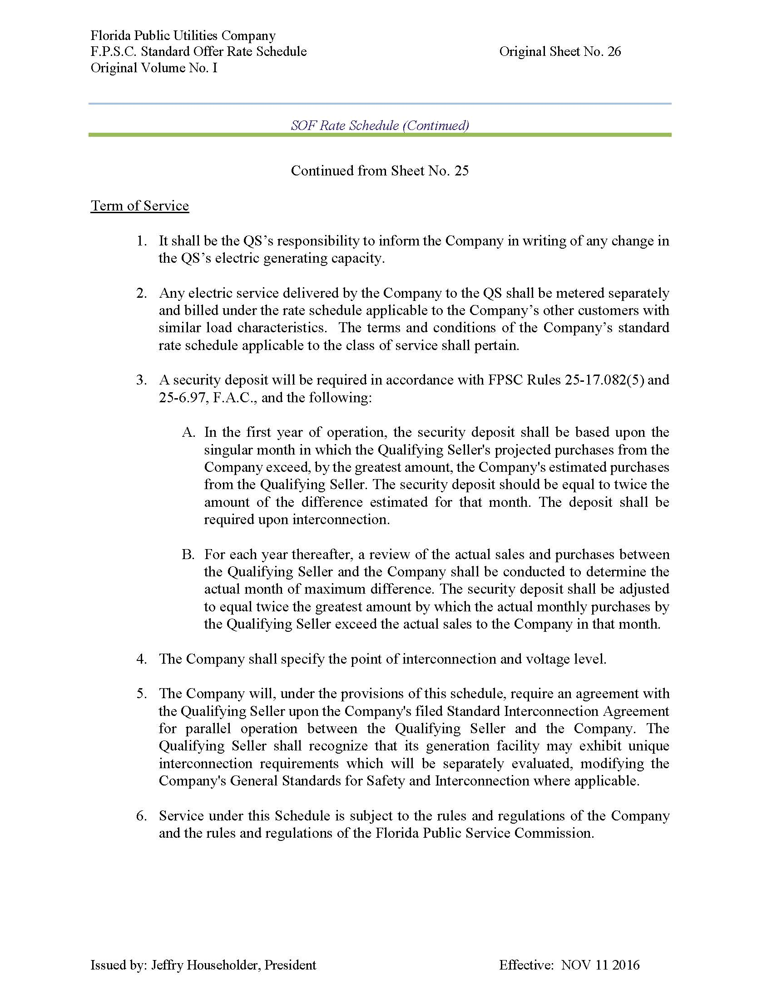 Florida Public Utilities Company
F.P.S.C. Standard Offer Rate Schedule Original Sheet No. 26
Original Volume No. I
SOF Rate Schedule (Continued)
Continued from Sheet No. 25
Term of Service
1. It shall be the QS’s responsibility to inform the Company in writing of any change in
the QS’s electric generating capacity.
2. Any electric service delivered by the Company to the QS shall be metered separately
and billed under the rate schedule applicable to the Company’s other customers with
similar load characteristics. The terms and conditions of the Company’s standard
rate schedule applicable to the class of service shall pertain.
3. A security deposit will be required in accordance with FPSC Rules 25-17.082(5) and
25-6.97, F.A.C., and the following:
A. In the first year of operation, the security deposit shall be based upon the
singular month in which the Qualifying Seller's projected purchases from the
Company exceed, by the greatest amount, the Company's estimated purchases
from the Qualifying Seller. The security deposit should be equal to twice the
amount of the difference estimated for that month. The deposit shall be
required upon interconnection.
B. For each year thereafter, a review of the actual sales and purchases between
the Qualifying Seller and the Company shall be conducted to determine the
actual month of maximum difference. The security deposit shall be adjusted
to equal twice the greatest amount by which the actual monthly purchases by
the Qualifying Seller exceed the actual sales to the Company in that month.
4. The Company shall specify the point of interconnection and voltage level.
5. The Company will, under the provisions of this schedule, require an agreement with
the Qualifying Seller upon the Company's filed Standard Interconnection Agreement
for parallel operation between the Qualifying Seller and the Company. The
Qualifying Seller shall recognize that its generation facility may exhibit unique
interconnection requirements which will be separately evaluated, modifying the
Company's General Standards for Safety and Interconnection where applicable.
6. Service under this Schedule is subject to the rules and regulations of the Company
and the rules and regulations of the Florida Public Service Commission.
Issued by: Jeffry Householder, President Effective: NOV 11 2016